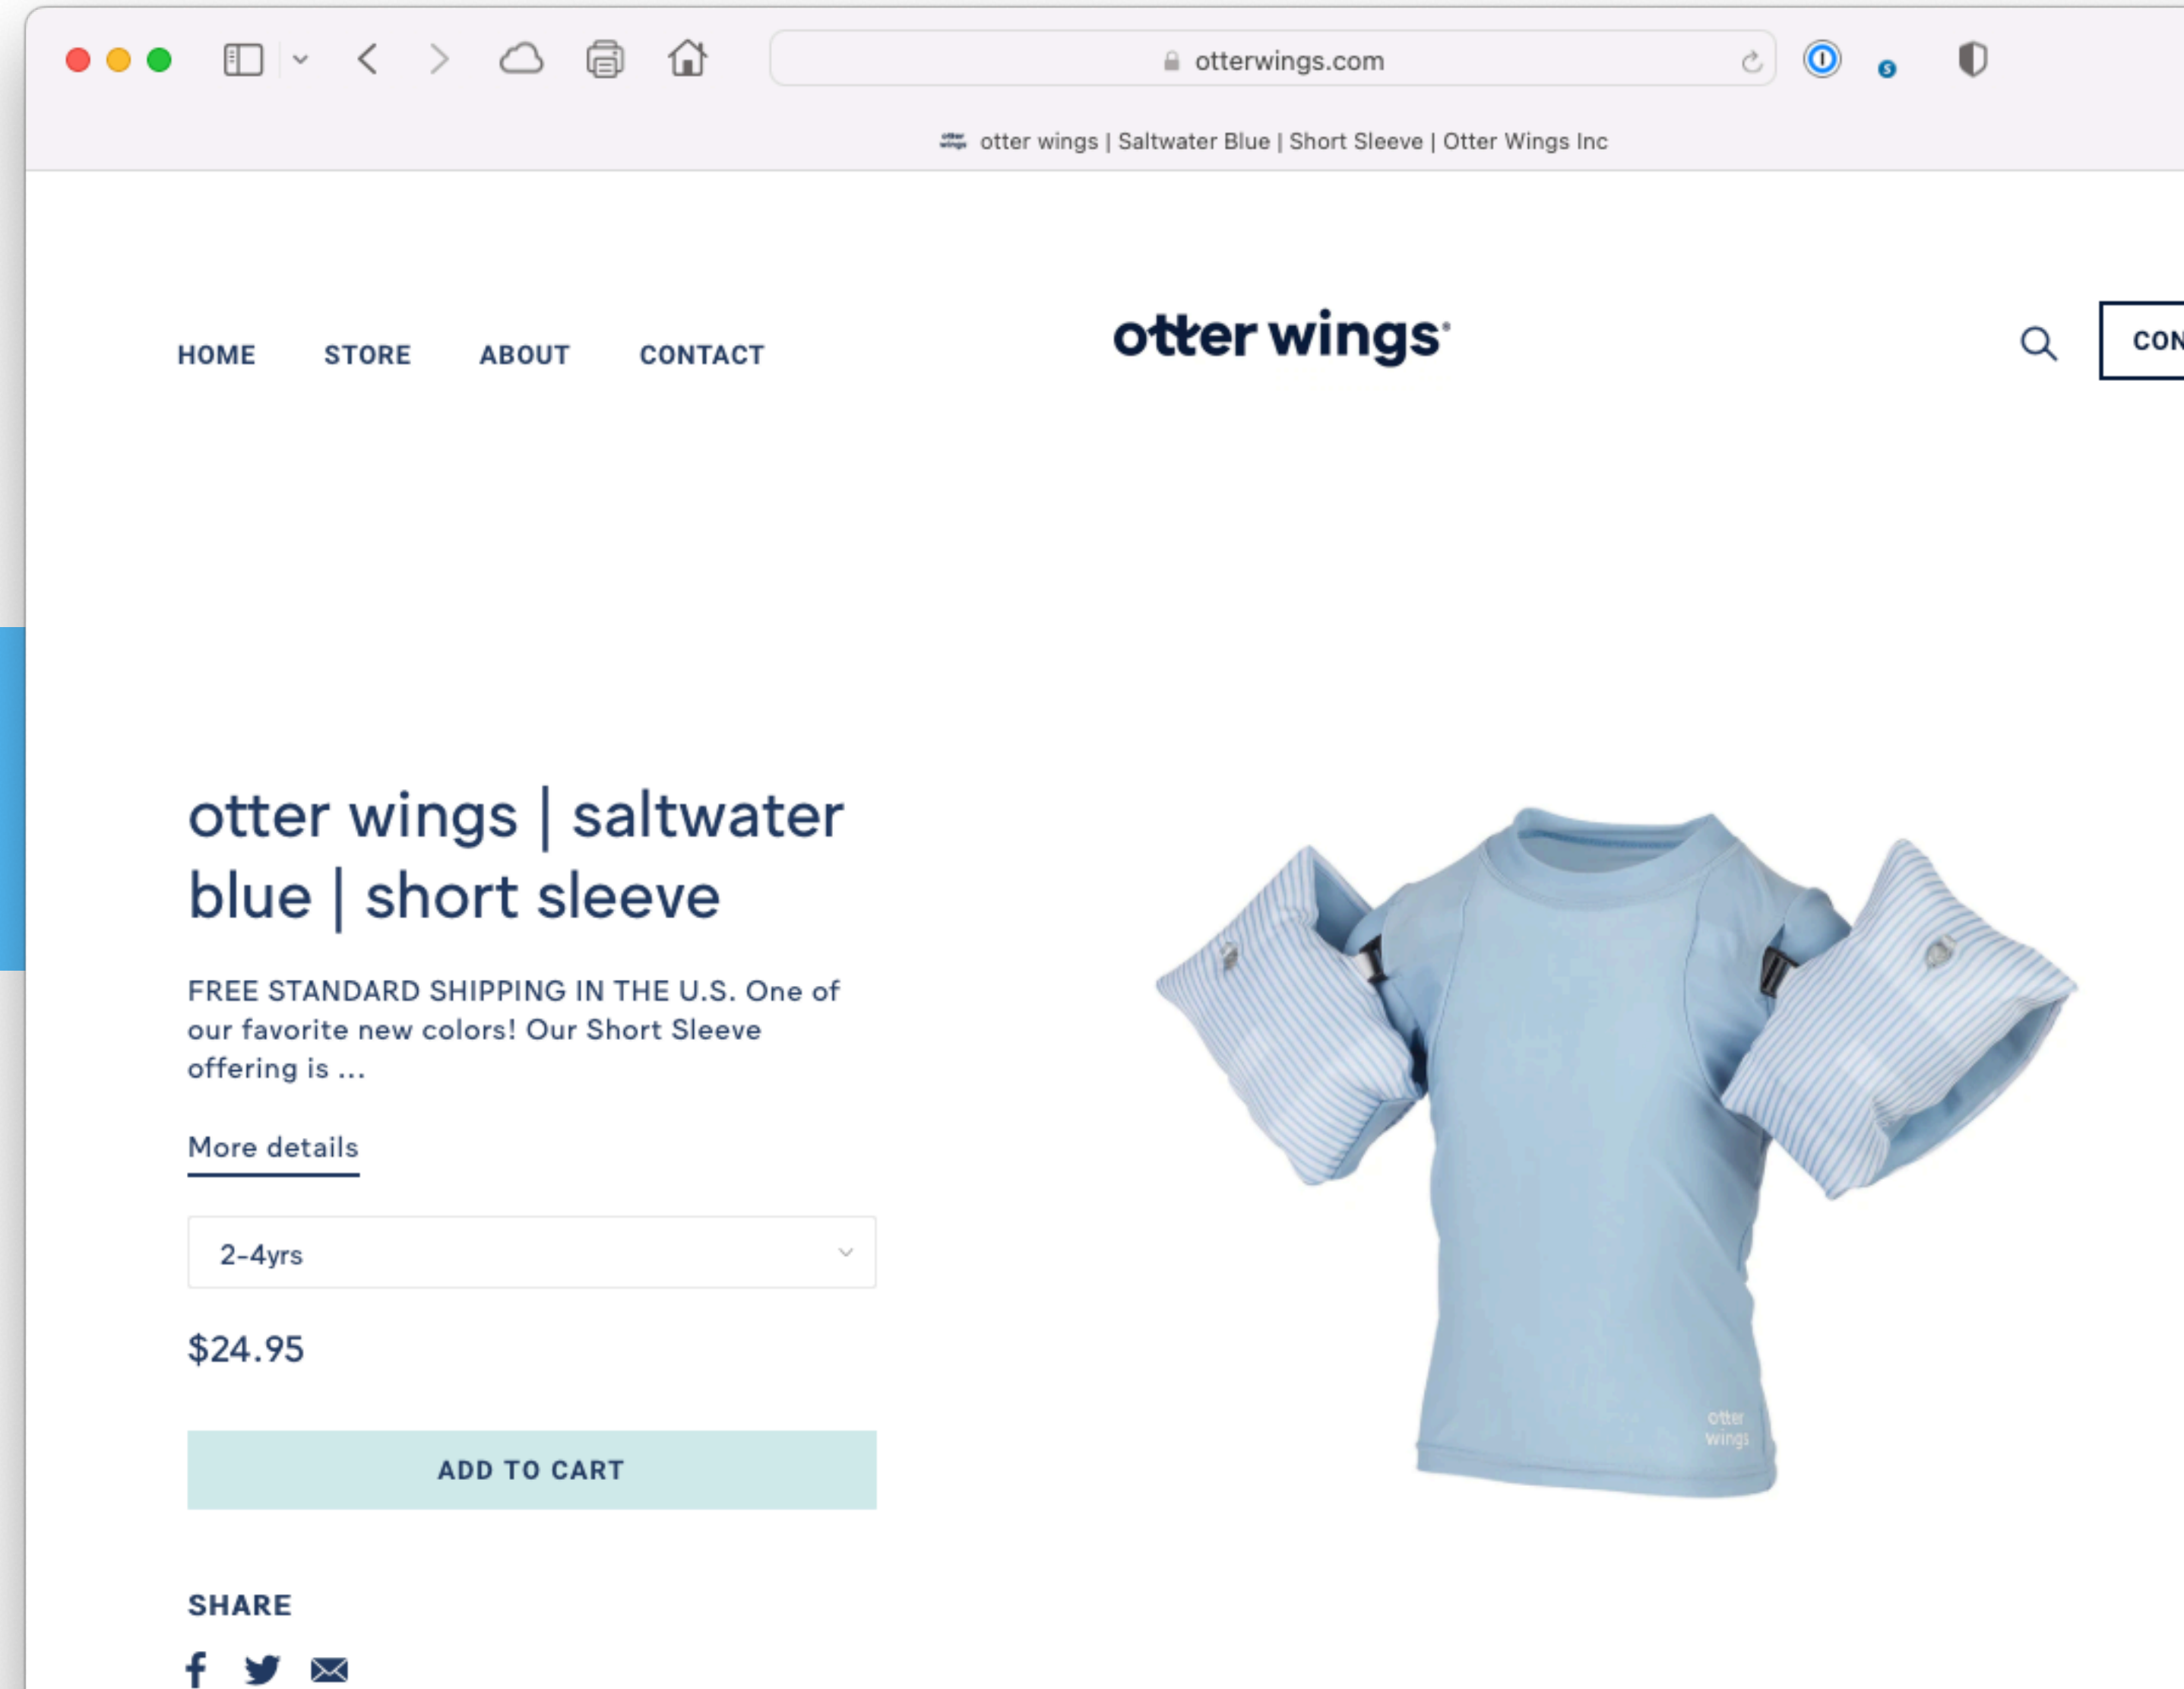 otterwings.com
otter wings | Saltwater Blue | Short Sleeve | Otter Wings Inc
HOME STORE ABOUT CONTACT
otter wings®
CON
otter wings | saltwater
blue | short sleeve
FREE STANDARD SHIPPING IN THE U.S. One of
our favorite new colors! Our Short Sleeve
offering is ...
More details
2-4yrs
$24.95
ADD TO CART
otter
wings
SHARE